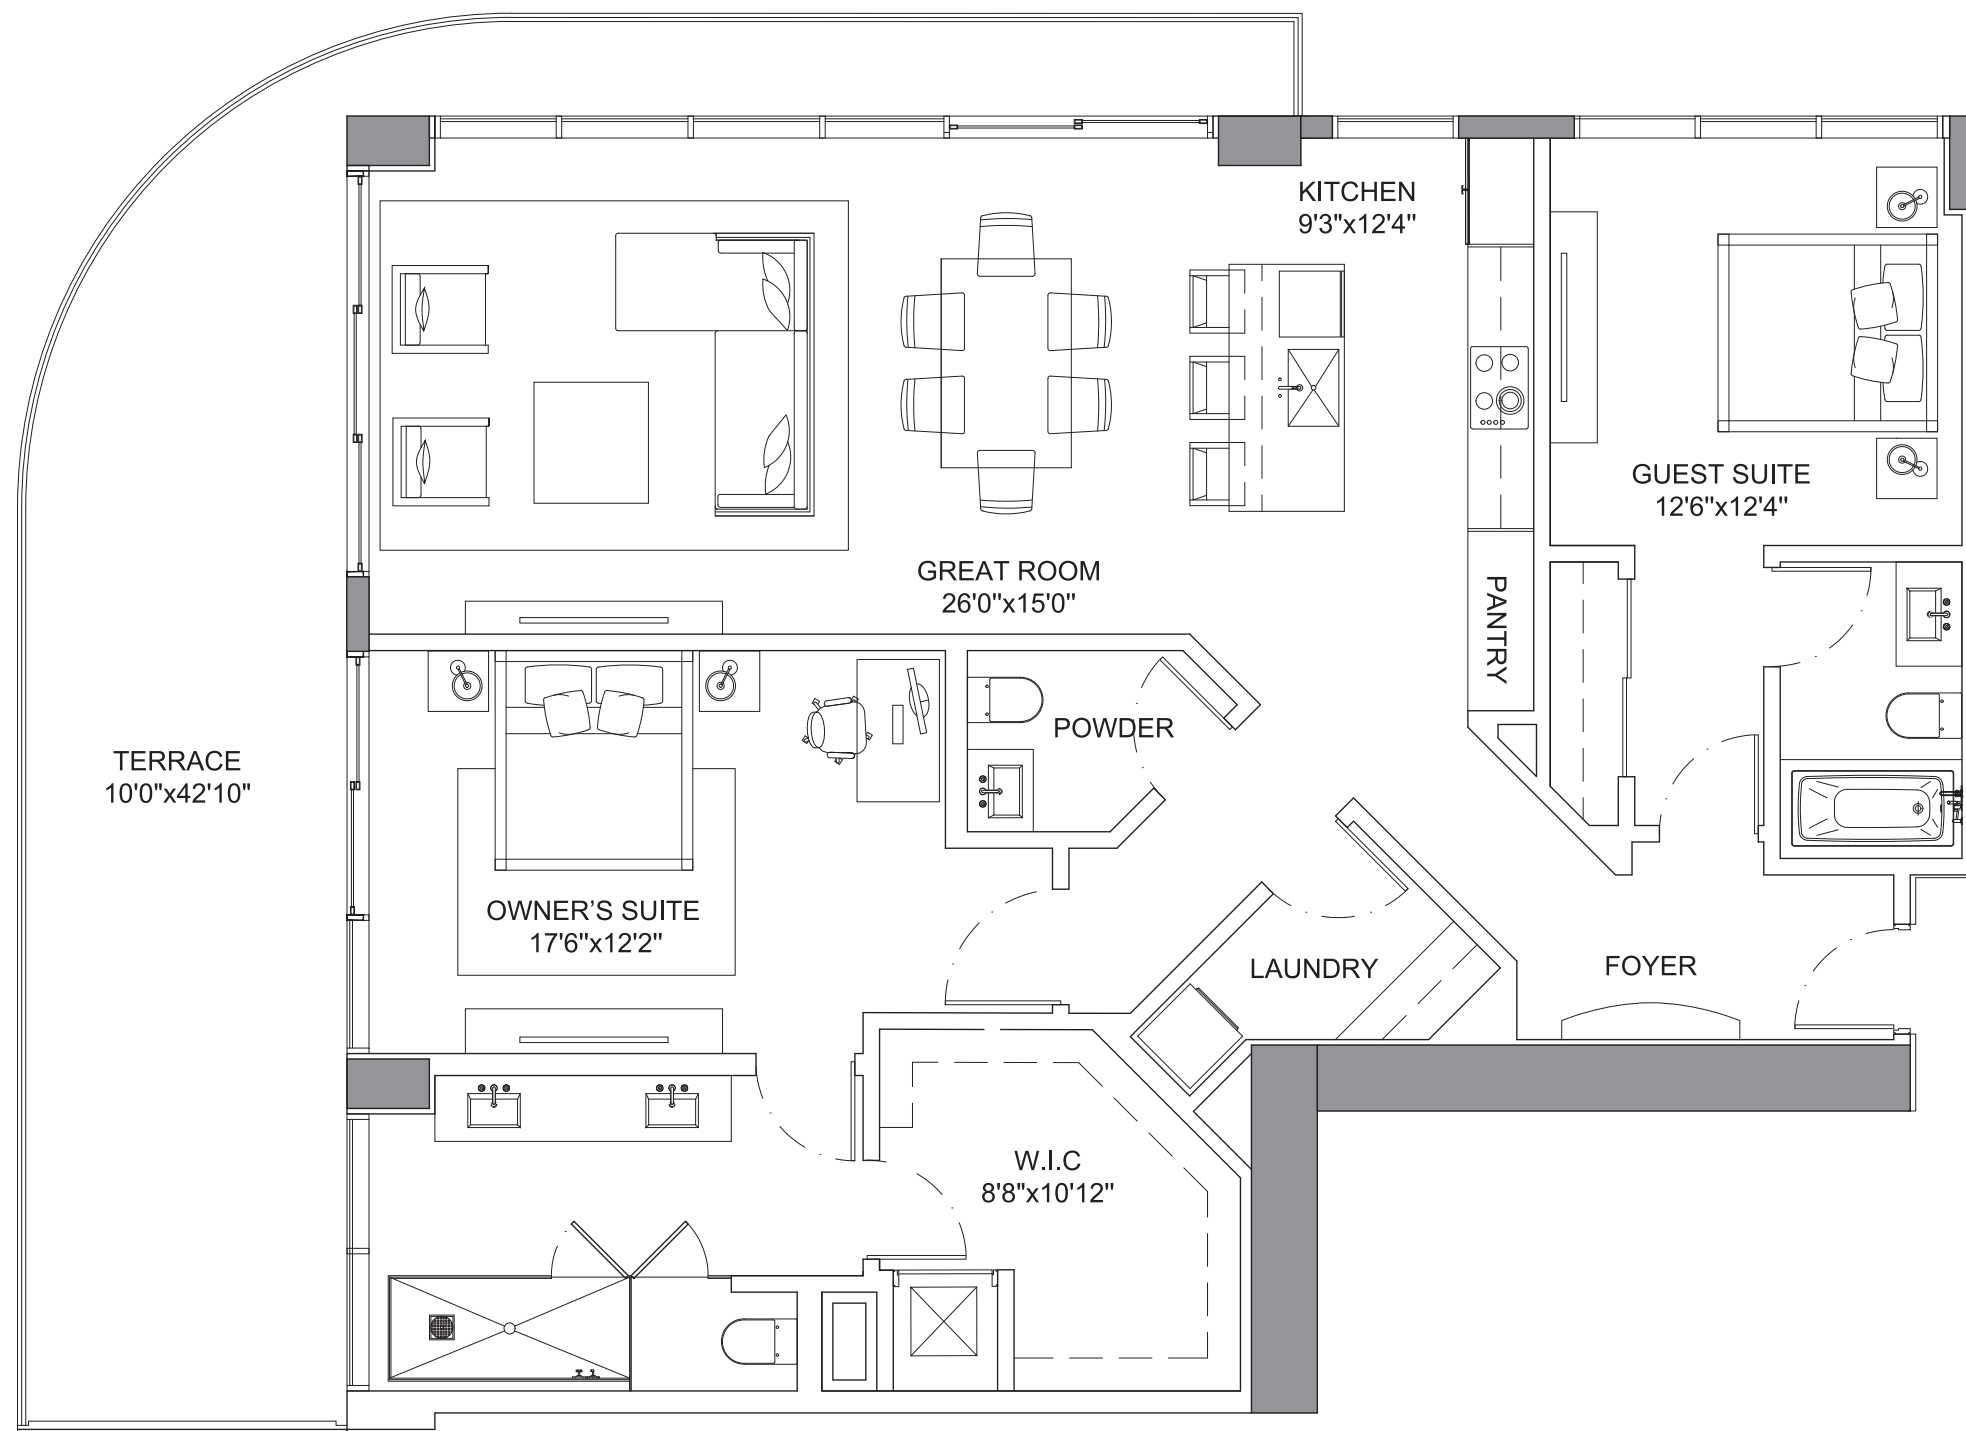 KITCHEN
9'3"x12'4"
GUEST SUITE
12'6"x12'4"
GREAT ROOM
26'0"x15'0"
PANTRY
POWDER
TERRACE
10'0"x42'10"
OWNER'S SUITE
17'6"x12'2"
LAUNDRY
FOYER
W.I.C
8'8"x10'12"